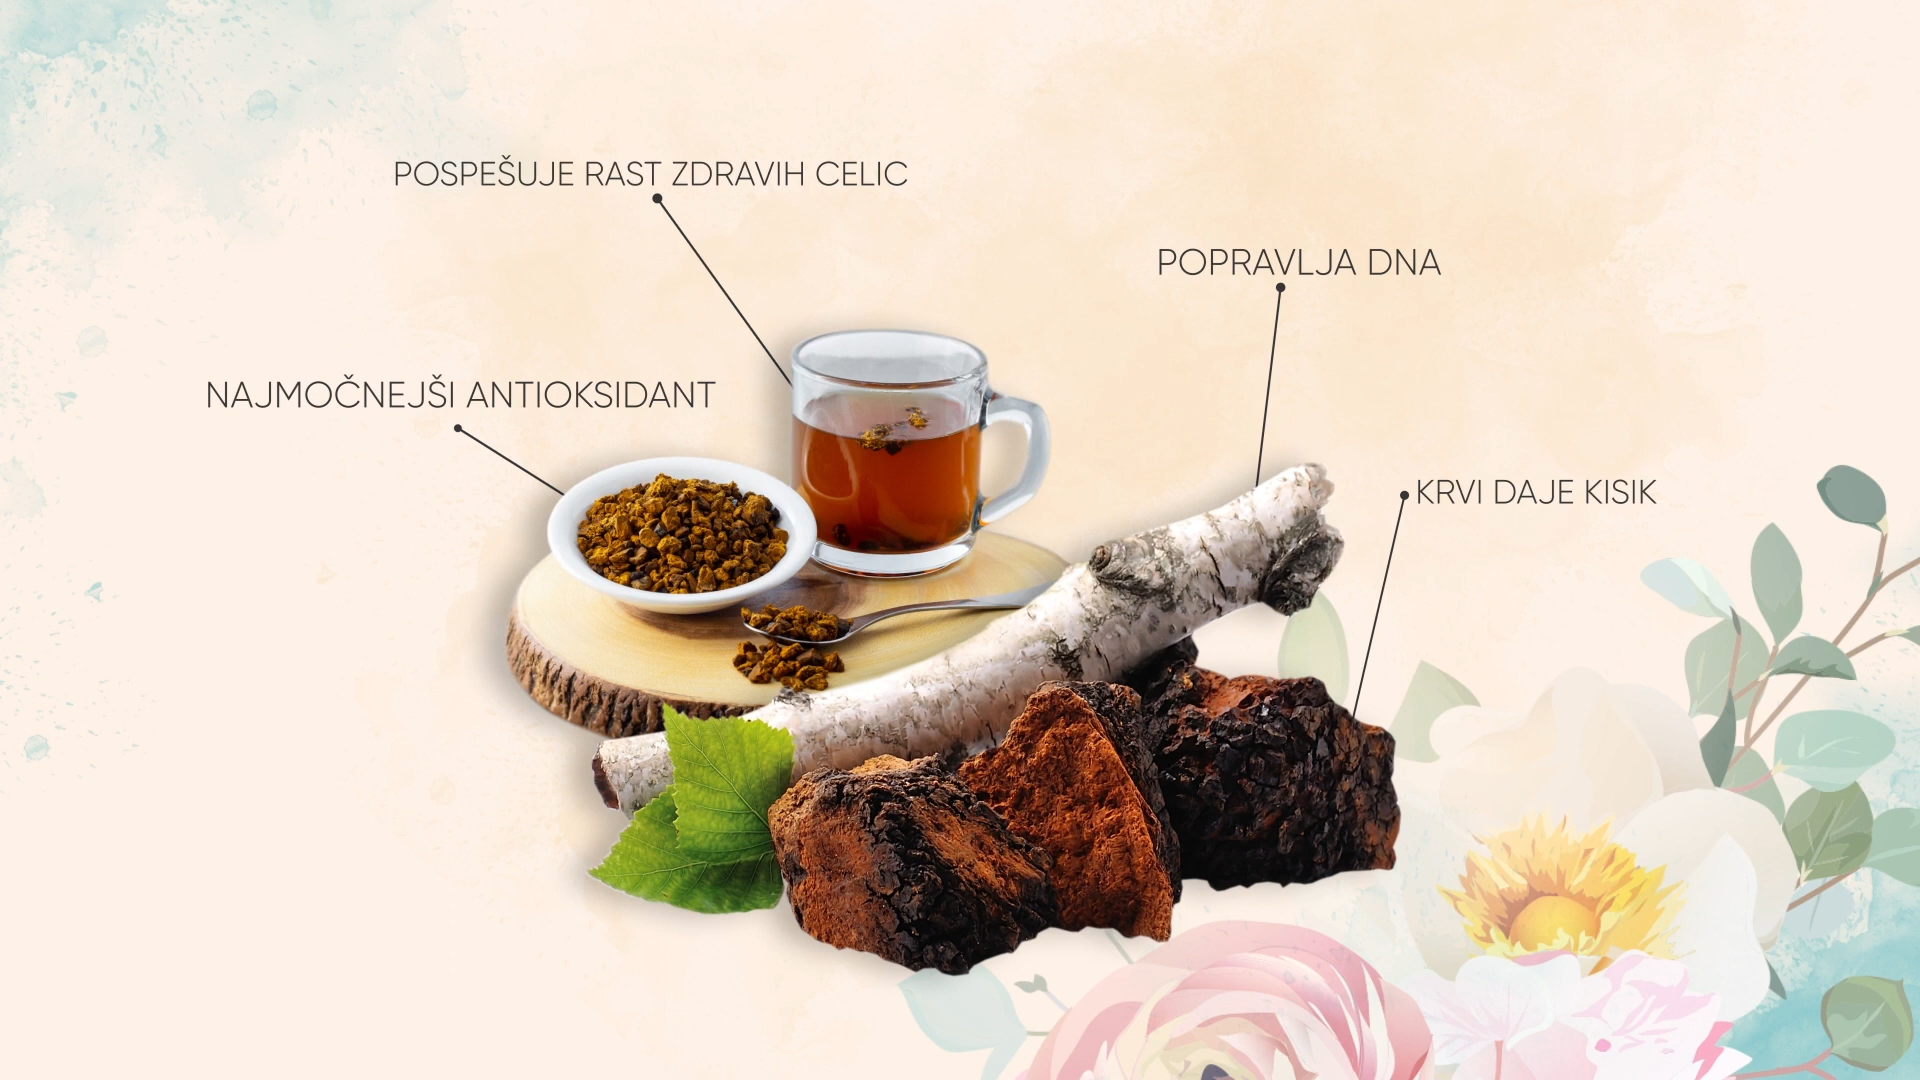 POSPEŠUJE RAST ZDRAVIH CELIC
POPRAVLJA DNA
NAJMOČNEJŠI ANTIOKSIDANT
KRVI DAJE KISIK